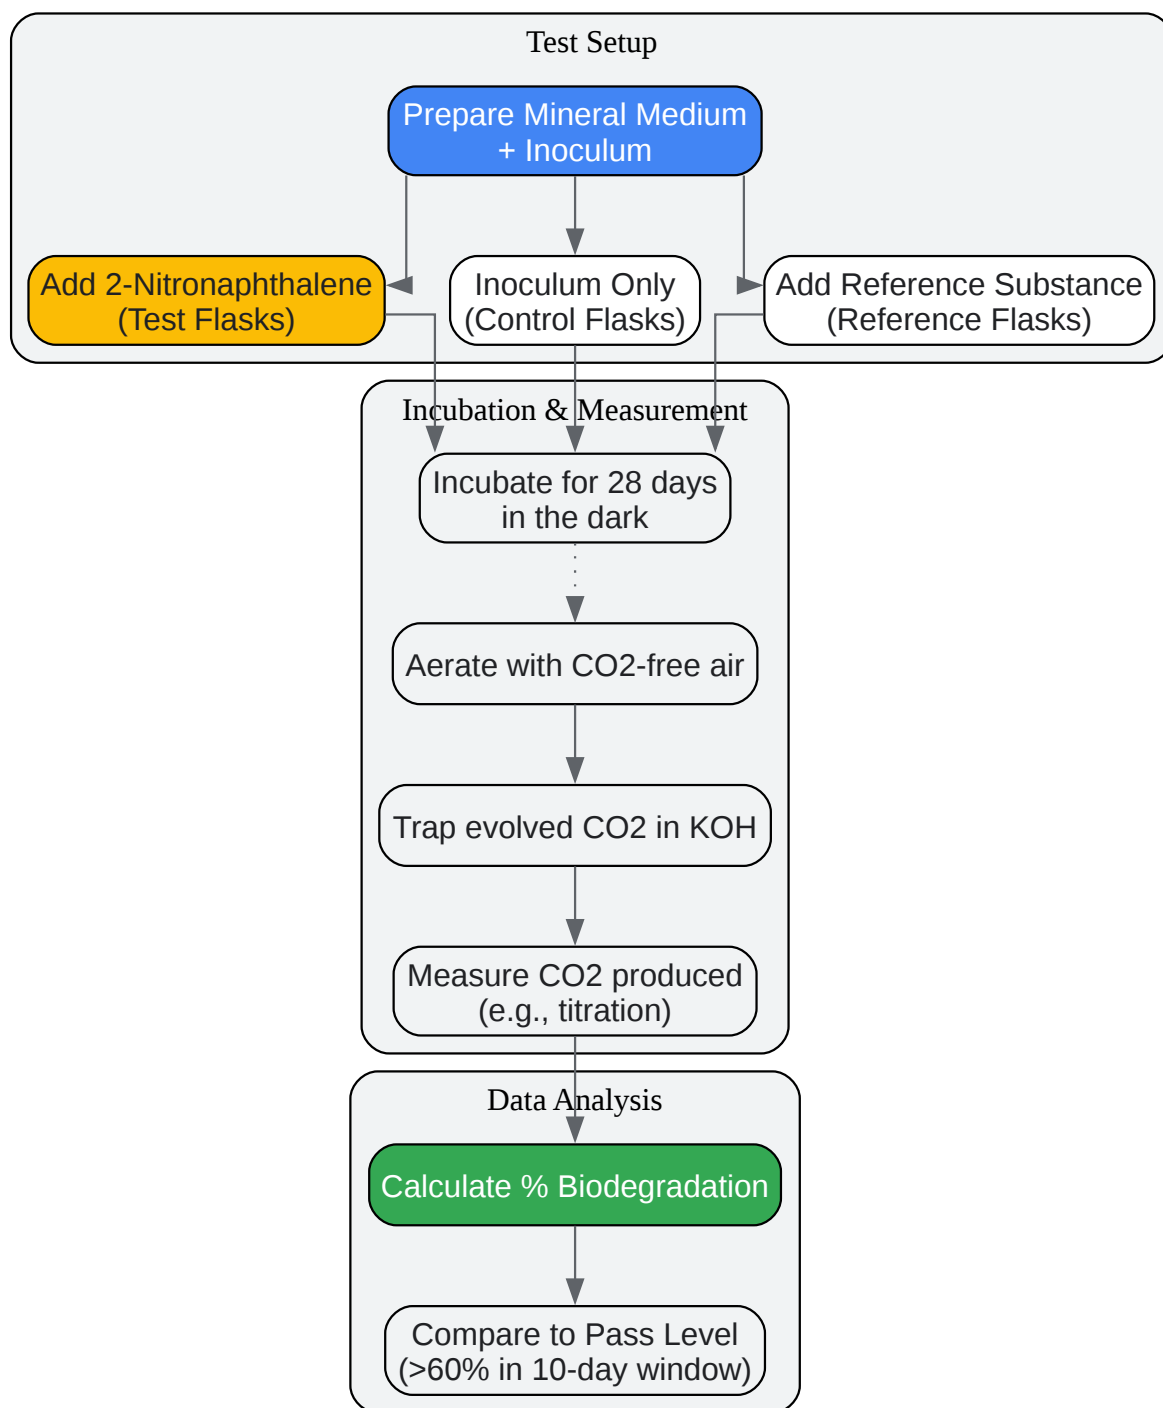 Test Setup
Prepare Mineral Medium
+ Inoculum
Add 2-Nitronaphthalene
(Test Flasks)
Inoculum Only
(Control Flasks)
Add Reference Substance
(Reference Flasks)
Incubation & Measurement
Incubate for 28 days
in the dark
Aerate with CO2-free air
Trap evolved CO2 in KOH
Measure CO2 produced
(e.g., titration)
Data Analysis
Calculate % Biodegradation
Compare to Pass Level
(>60% in 10-day window)